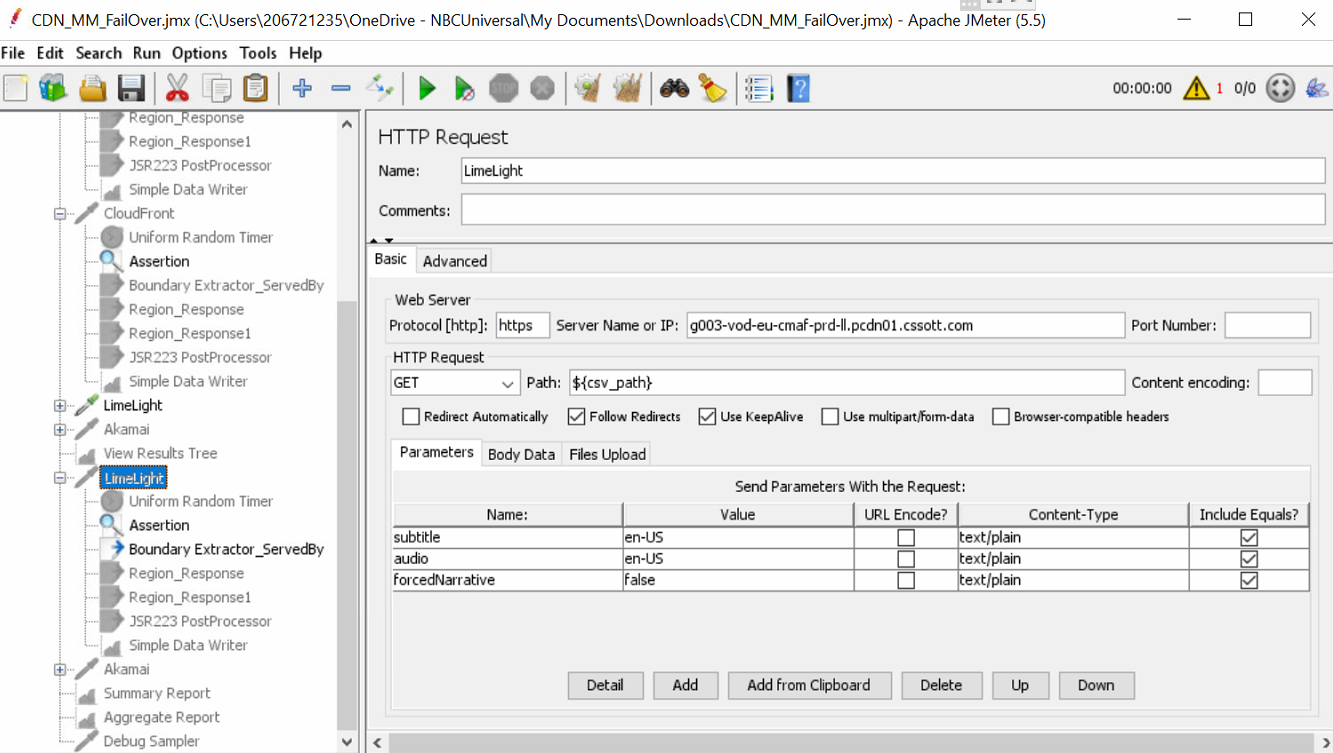 CDN_MM_FailOver.jmx (C:\Users\206721235\OneDrive - NBCUniversal\My Documents\Downloads\CDN_MM_FailOver.jmx) - Apache JMeter (5.5)
File Edit Search Run Options Tools Help
STOP 00:00:00 1 0/0
Region_Response
Region_Response1
JSR223 PostProcessor
Simple Data Writer
CloudFront
Uniform Random Timer
Assertion
Boundary Extractor_ServedBy
Region_Response
Region_Response1
JSR223 PostProcessor
Simple Data Writer
LimeLight
Akamai
View Results Tree
LimeLight
Uniform Random Timer
Assertion
Boundary Extractor_ServedBy
Region_Response
Region_Response1
JSR223 PostProcessor
Simple Data Writer
Akamai
Summary Report
Aggregate Report
Debug Sampler
HTTP Request
Name: LimeLight
Comments:
Basic Advanced
Web Server
Protocol [http]: https Server Name or IP: g003-vod-eu-cmaf-prd-ll.pcdn01.cssott.com Port Number:
HTTP Request
GET Path: ${csv_path} Content encoding:
Redirect Automatically Follow Redirects Use KeepAlive Use multipart/form-data Browser-compatible headers
Parameters Body Data Files Upload
Send Parameters With the Request:
Name: Value URL Encode? Content-Type Include Equals?
subtitle en-US text/plain
audio en-US text/plain
forcedNarrative false text/plain
Detail Add Add from Clipboard Delete Up Down